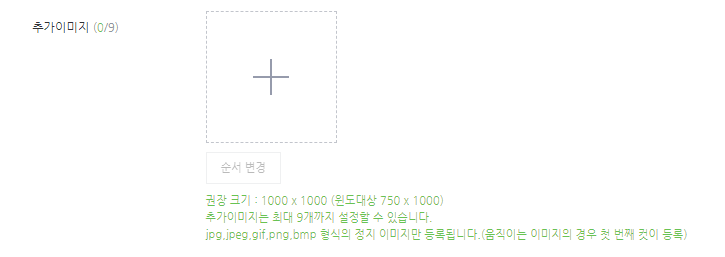 추가이미지 (0/9)
순서 변경
권장 크기 : 1000 x 1000 (윈도대상 750 x 1000)
추가이미지는 최대 9개까지 설정할 수 있습니다.
jpg,jpeg,gif,png,bmp 형식의 정지 이미지만 등록됩니다.(움직이는 이미지의 경우 첫 번째 컷이 등록)